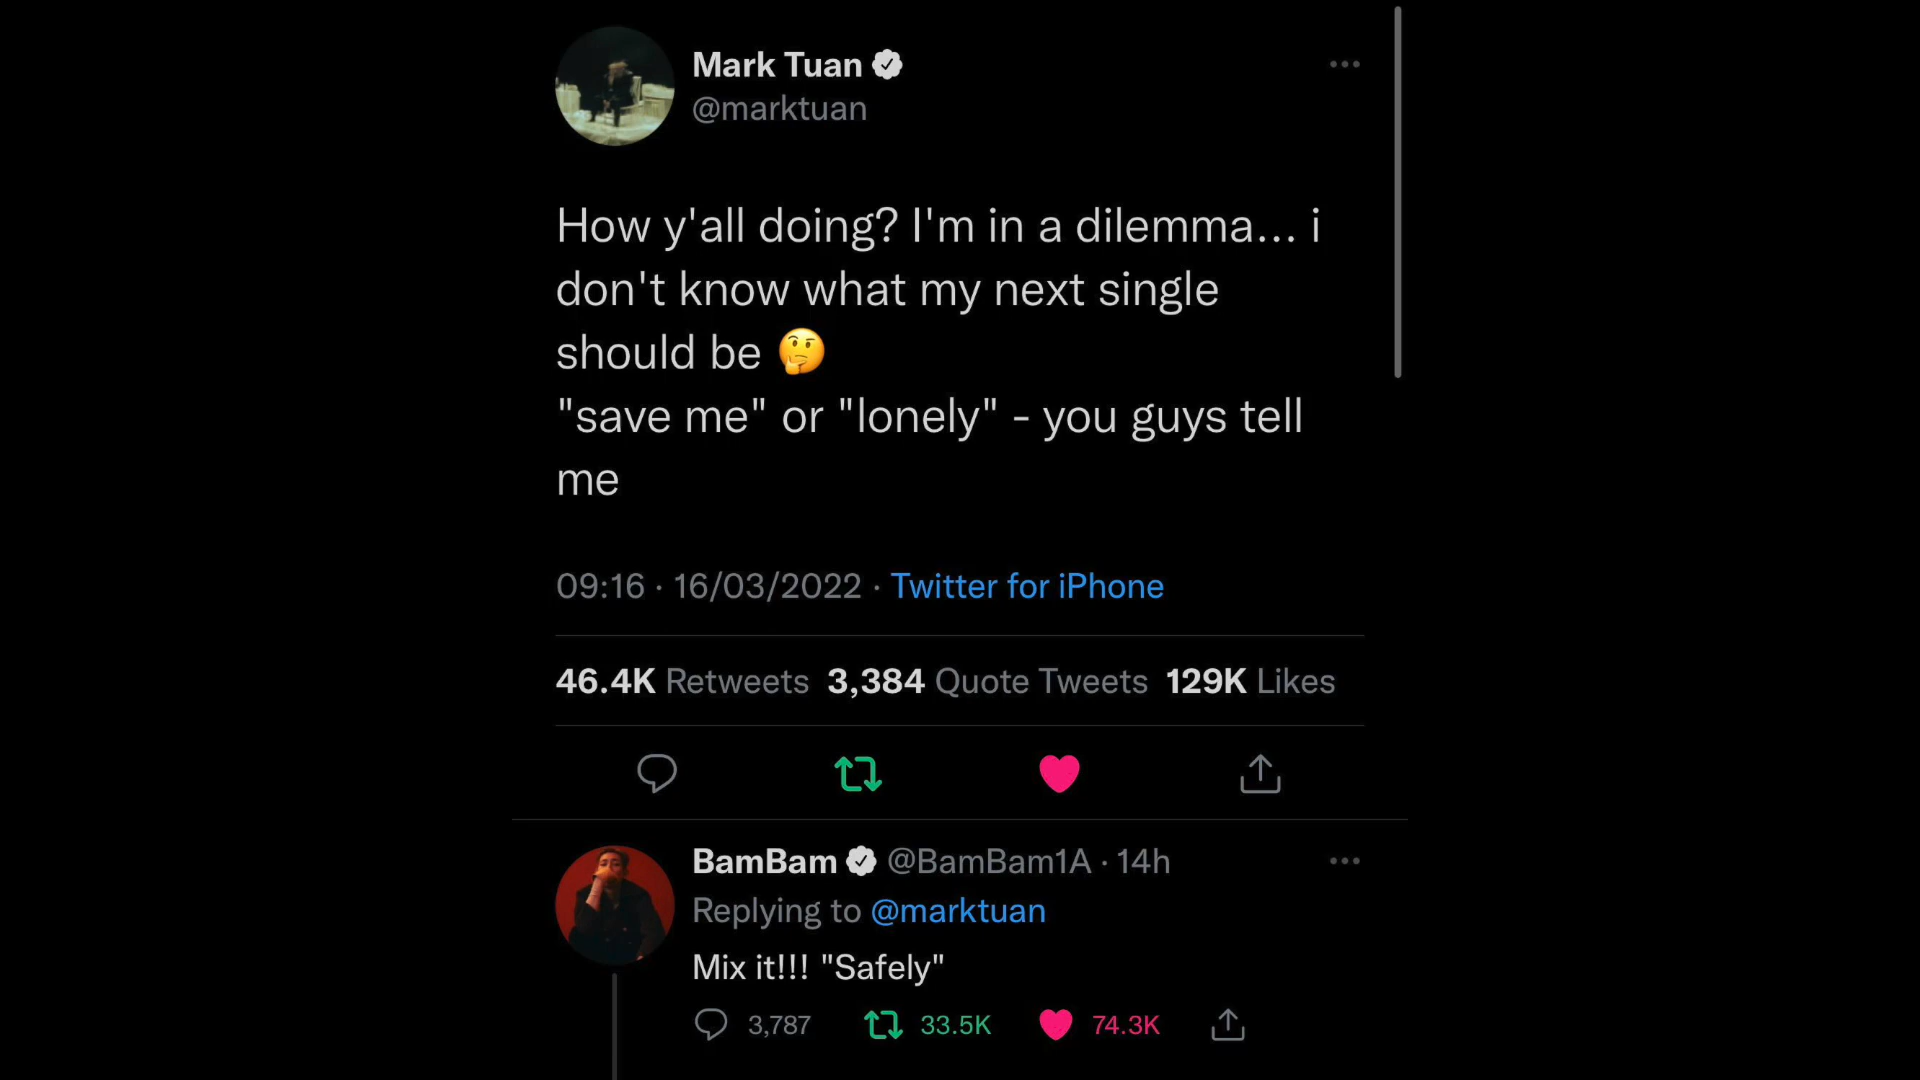 Mark Tuan
@marktuan
How y'all doing? I'm in a dilemma... i
don't know what my next single
should be 🤔
"save me" or "lonely" - you guys tell
me
09:16 · 16/03/2022 · Twitter for iPhone
46.4K Retweets 3,384 Quote Tweets 129K Likes
BamBam @BamBam1A · 14h
Replying to @marktuan
Mix it!!! "Safely"
3,787 33.5K 74.3K